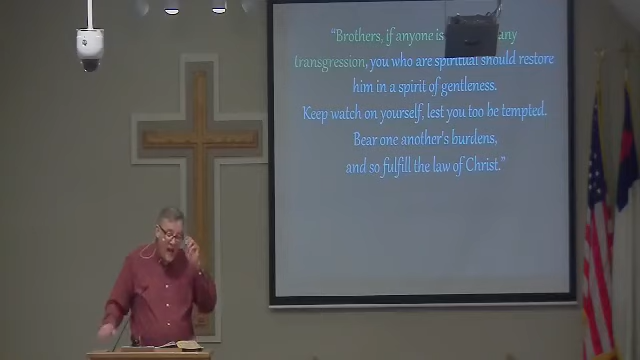 “Brothers, if anyone is any
transgression, you who are spiritual should restore
him in a spirit of gentleness.
Keep watch on yourself, lest you too be tempted.
Bear one another's burdens,
and so fulfill the law of Christ.”